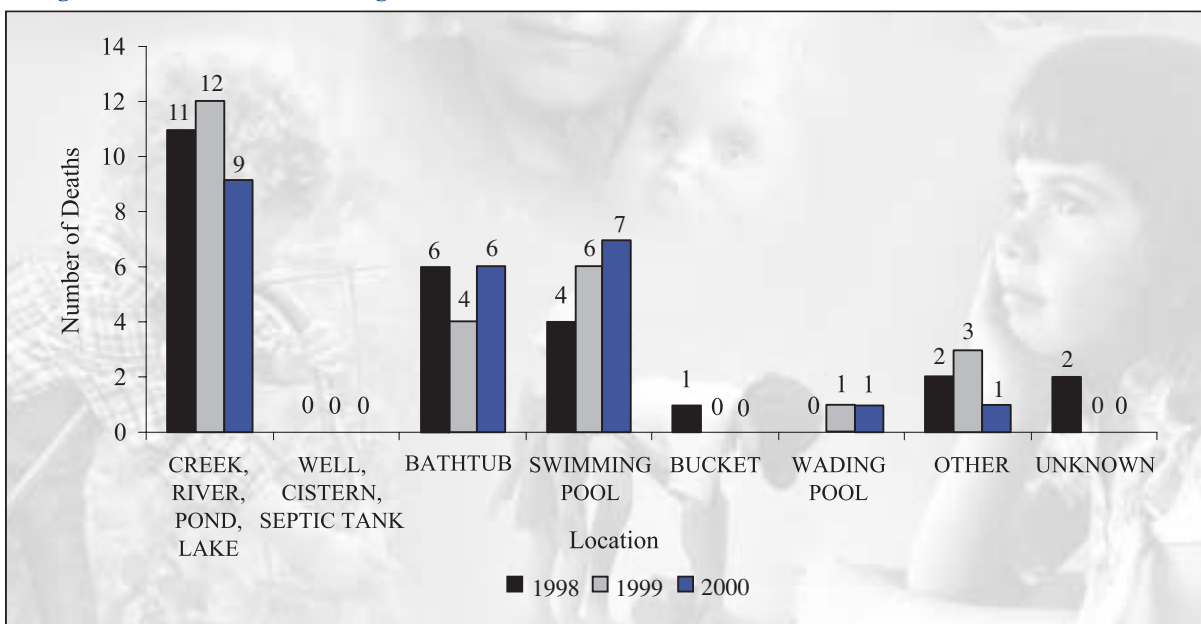 14
12
10
8
6
4
2
0
Number of Deaths
11
12
9
0 0 0
6
4
6
4
6
7
1
0 0
0
1
1
2
3
1
2
0 0
CREEK,
RIVER,
POND,
LAKE
WELL,
CISTERN,
SEPTIC TANK
BATHTUB
SWIMMING
POOL
BUCKET
WADING
POOL
OTHER
UNKNOWN
Location
1998 1999 2000